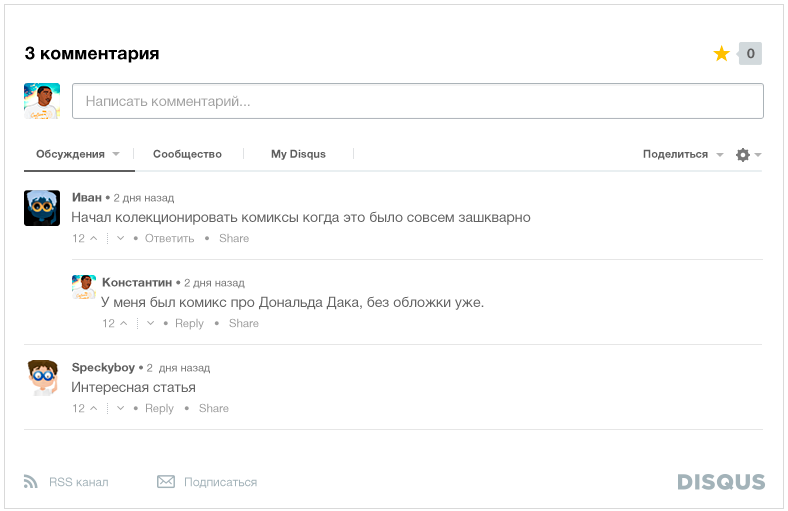 3 комментария
0
Написать комментарий...
Обсуждения Сообщество My Disqus Поделиться
Иван • 2 дня назад
Начал колекционировать комиксы когда это было совсем зашкварно
12 • Ответить • Share
Константин • 2 дня назад
У меня был комикс про Дональда Дака, без обложки уже.
12 • Reply • Share
Speckyboy • 2 дня назад
Интересная статья
12 • Reply • Share
RSS канал Подписаться DISQUS